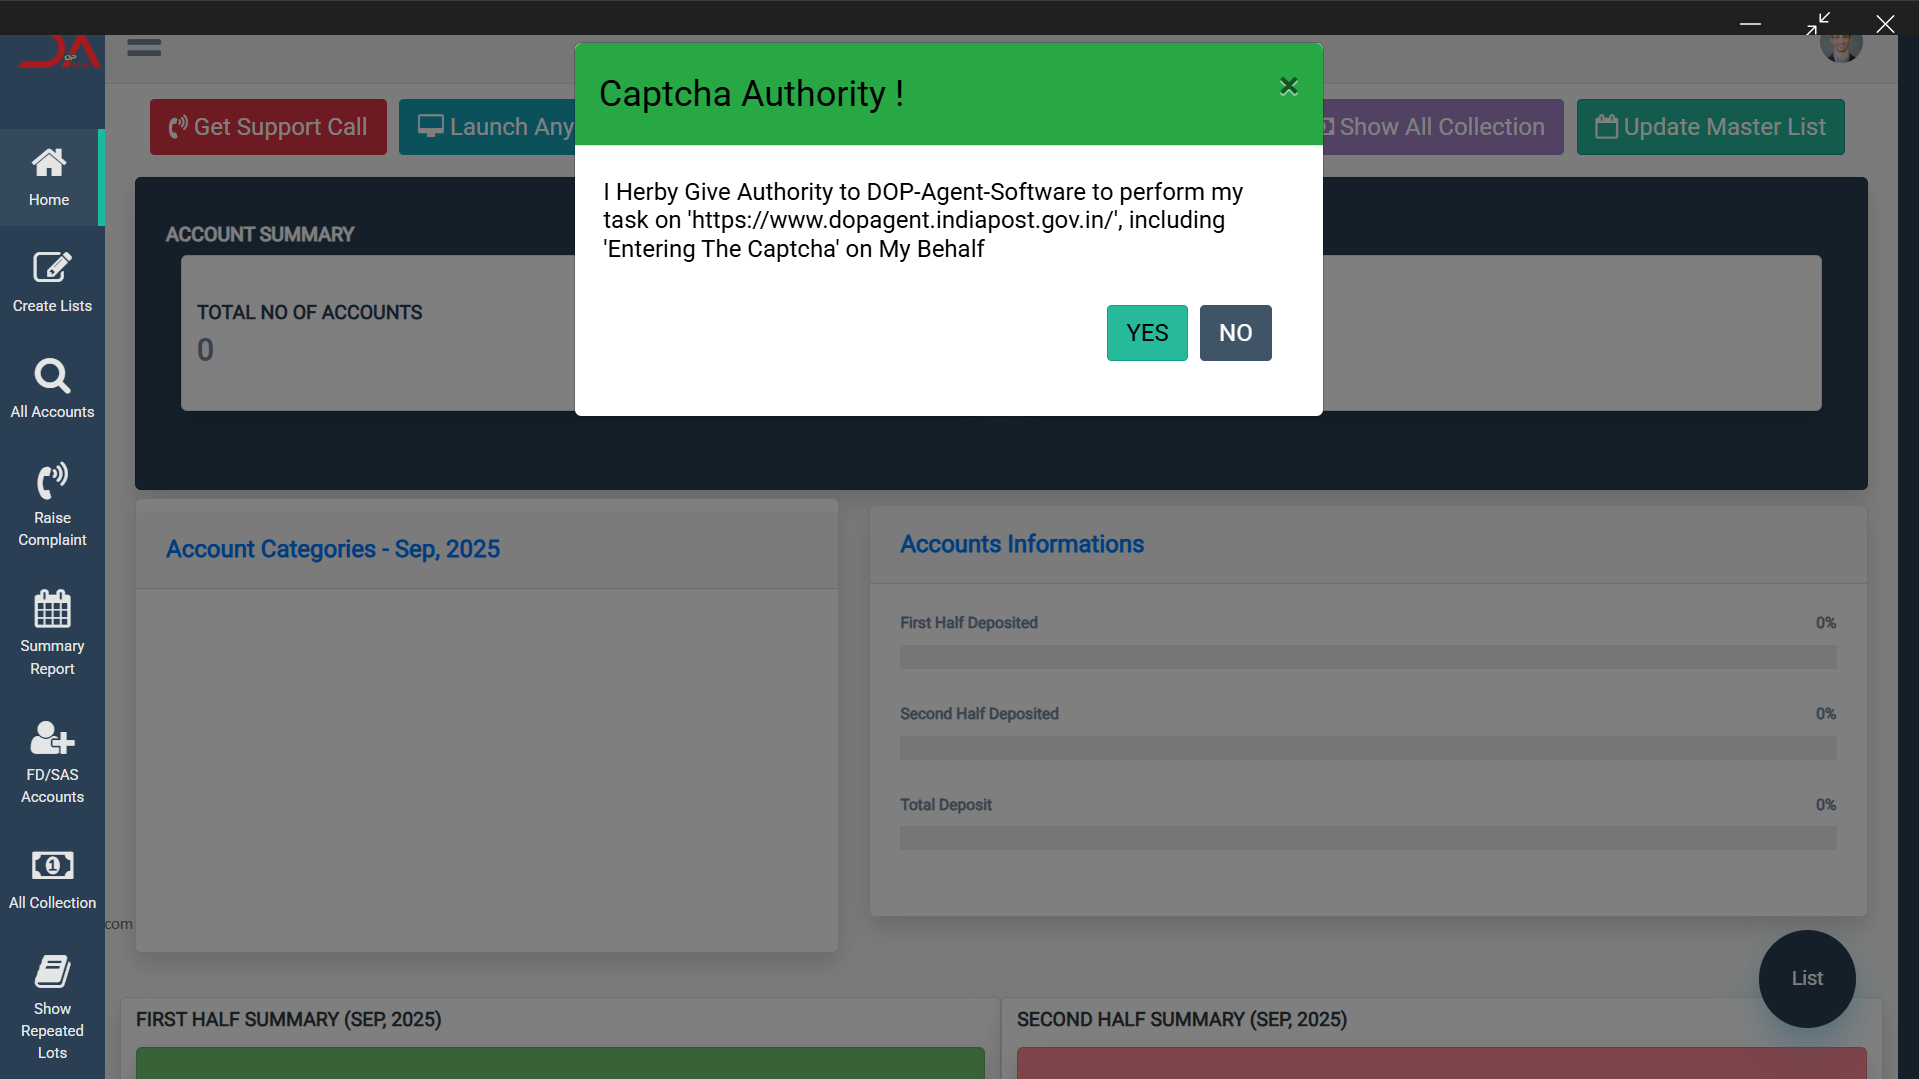 DA
OP
Captcha Authority !
×
Get Support Call
Launch Any
Show All Collection
Update Master List
I Herby Give Authority to DOP-Agent-Software to perform my
task on 'https://www.dopagent.indiapost.gov.in/', including
'Entering The Captcha' on My Behalf
YES
NO
Home
Create Lists
All Accounts
Raise
Complaint
Summary
Report
FD/SAS
Accounts
All Collection
Show
Repeated
Lots
ACCOUNT SUMMARY
TOTAL NO OF ACCOUNTS
0
Account Categories - Sep, 2025
Accounts Informations
First Half Deposited
0%
Second Half Deposited
0%
Total Deposit
0%
com
List
FIRST HALF SUMMARY (SEP, 2025)
SECOND HALF SUMMARY (SEP, 2025)